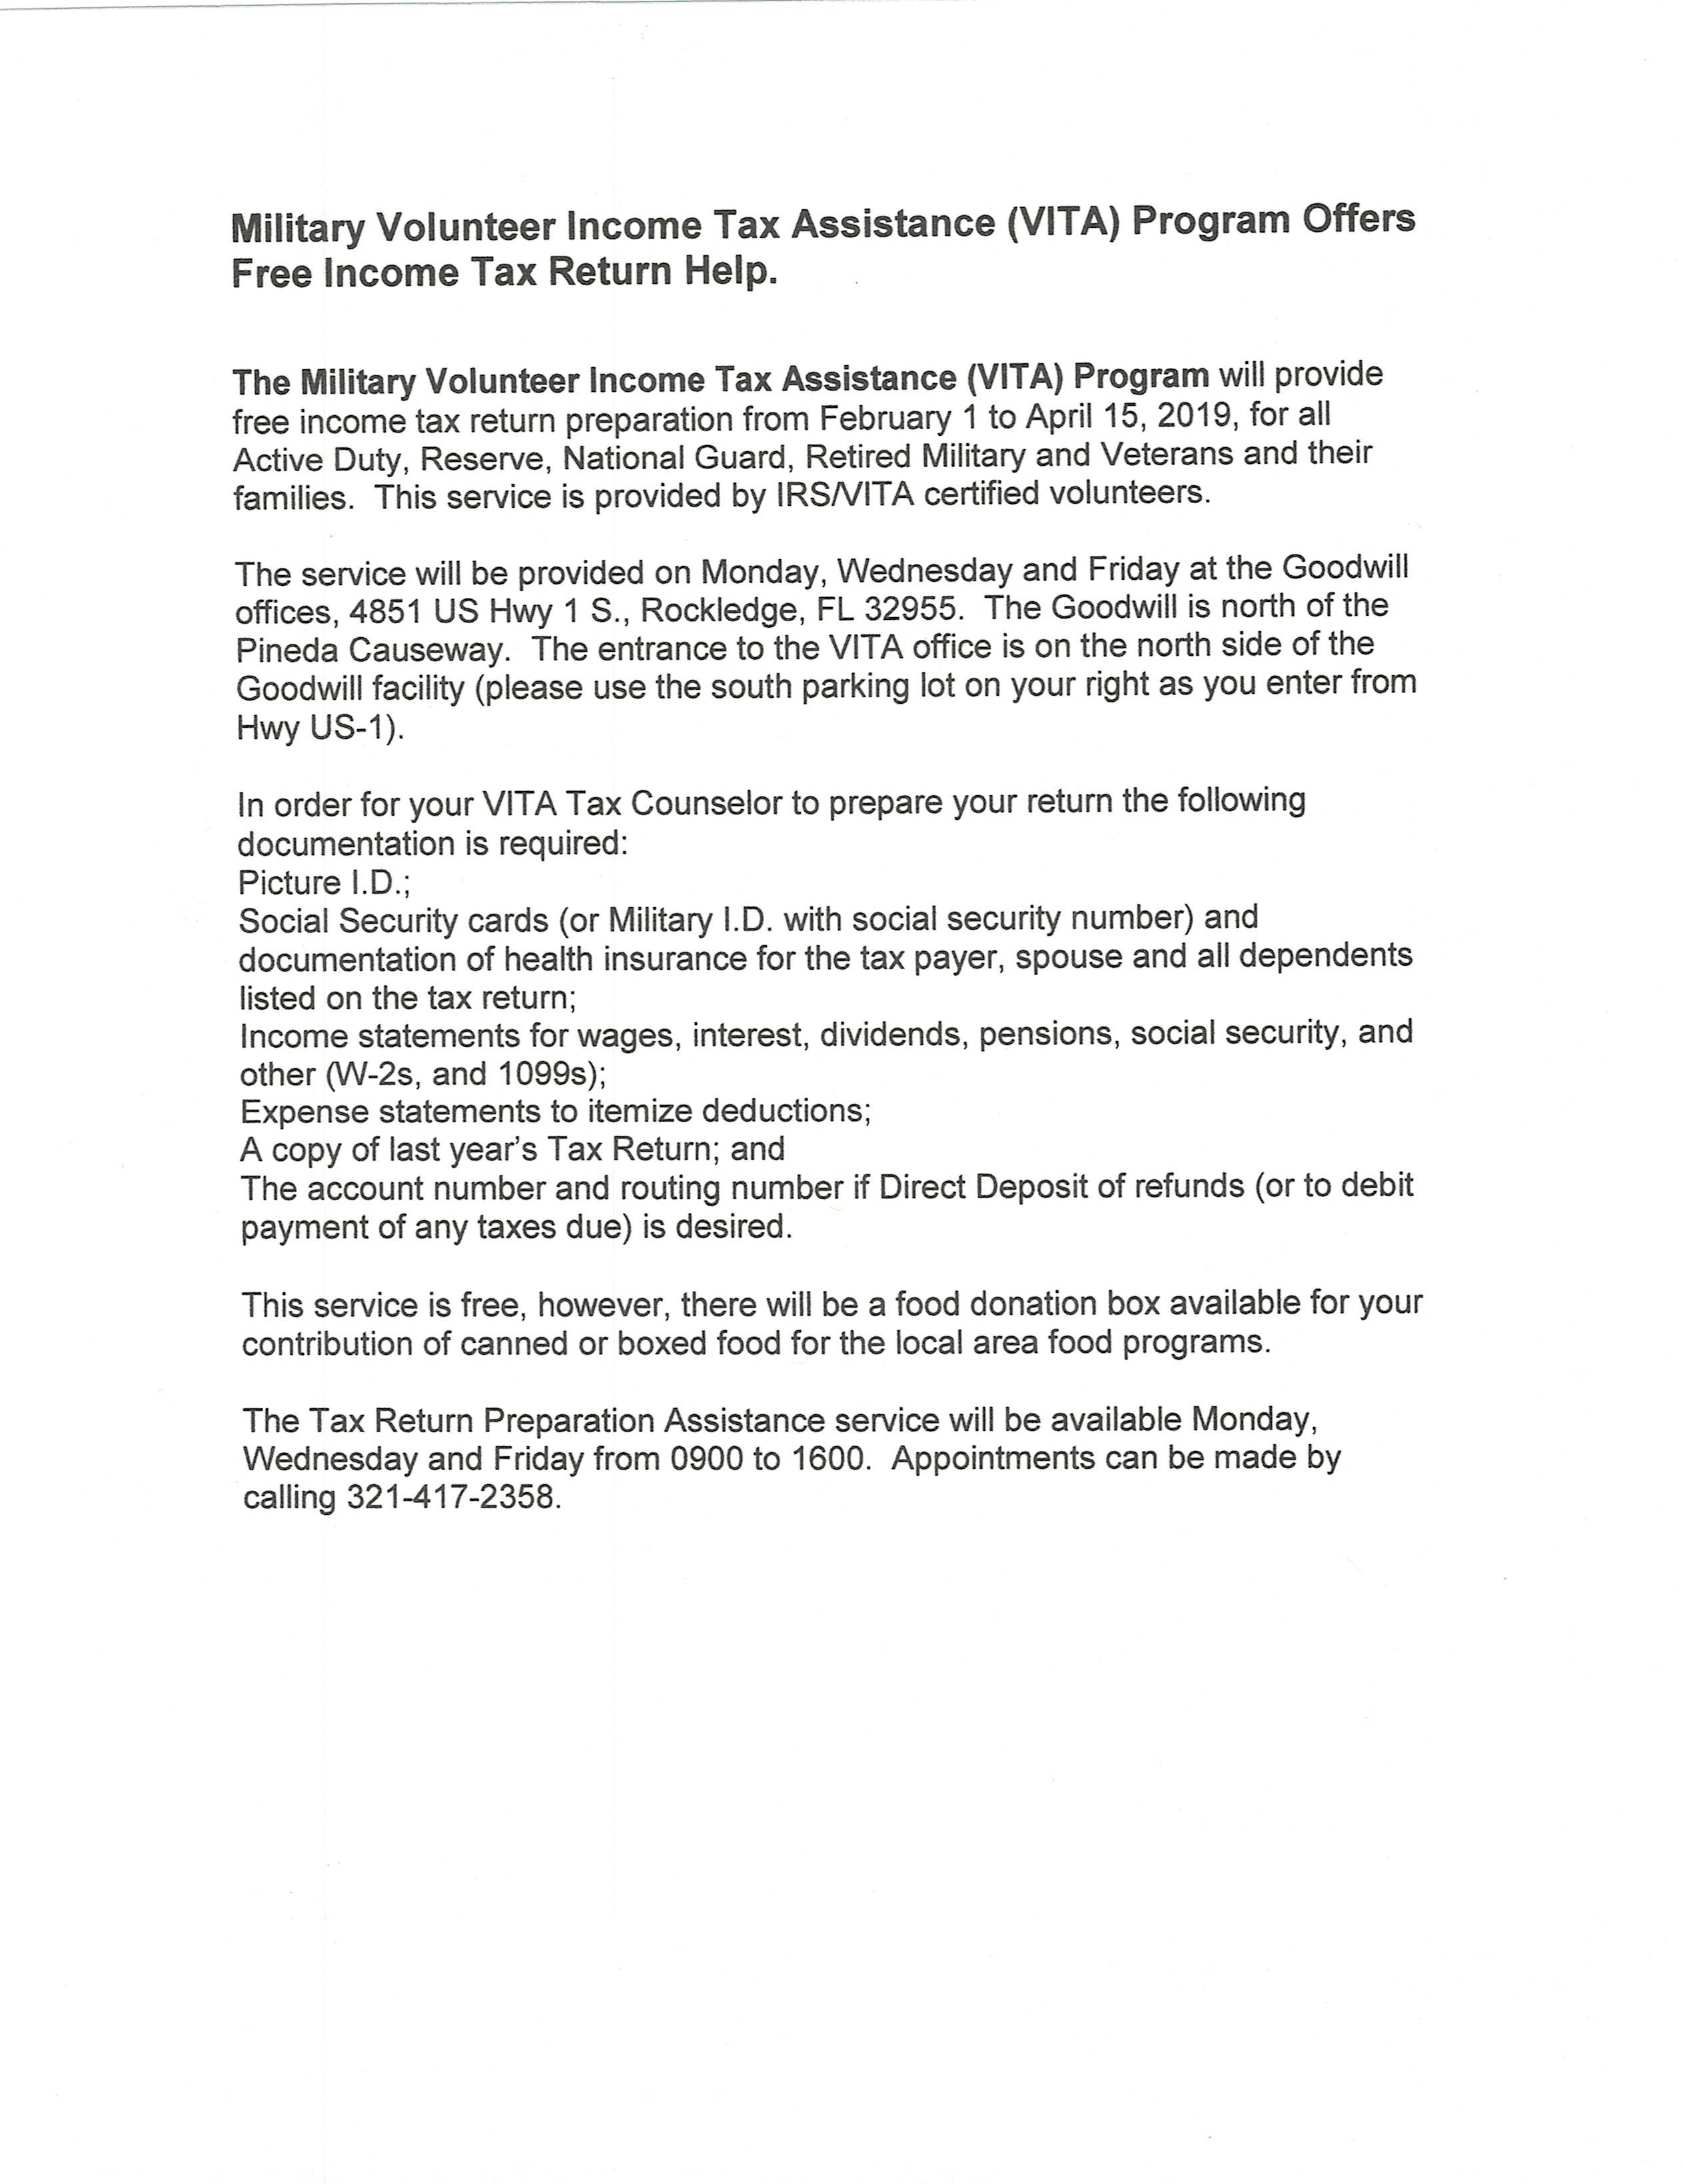 Military Volunteer Income Tax Assistance (VITA) Program Offers
Free Income Tax Return Help.
The Military Volunteer Income Tax Assistance (VITA) Program will provide
free income tax return preparation from February 1 to April 15, 2019, for all
Active Duty, Reserve, National Guard, Retired Military and Veterans and their
families.  This service is provided by IRS/VITA certified volunteers.
The service will be provided on Monday, Wednesday and Friday at the Goodwill
offices, 4851 US Hwy 1 S., Rockledge, FL 32955.  The Goodwill is north of the
Pineda Causeway.  The entrance to the VITA office is on the north side of the
Goodwill facility (please use the south parking lot on your right as you enter from
Hwy US-1).
In order for your VITA Tax Counselor to prepare your return the following
documentation is required:
Picture I.D.;
Social Security cards (or Military I.D. with social security number) and
documentation of health insurance for the tax payer, spouse and all dependents
listed on the tax return;
Income statements for wages, interest, dividends, pensions, social security, and
other (W-2s, and 1099s);
Expense statements to itemize deductions;
A copy of last year's Tax Return; and
The account number and routing number if Direct Deposit of refunds (or to debit
payment of any taxes due) is desired.
This service is free, however, there will be a food donation box available for your
contribution of canned or boxed food for the local area food programs.
The Tax Return Preparation Assistance service will be available Monday,
Wednesday and Friday from 0900 to 1600.  Appointments can be made by
calling 321-417-2358.